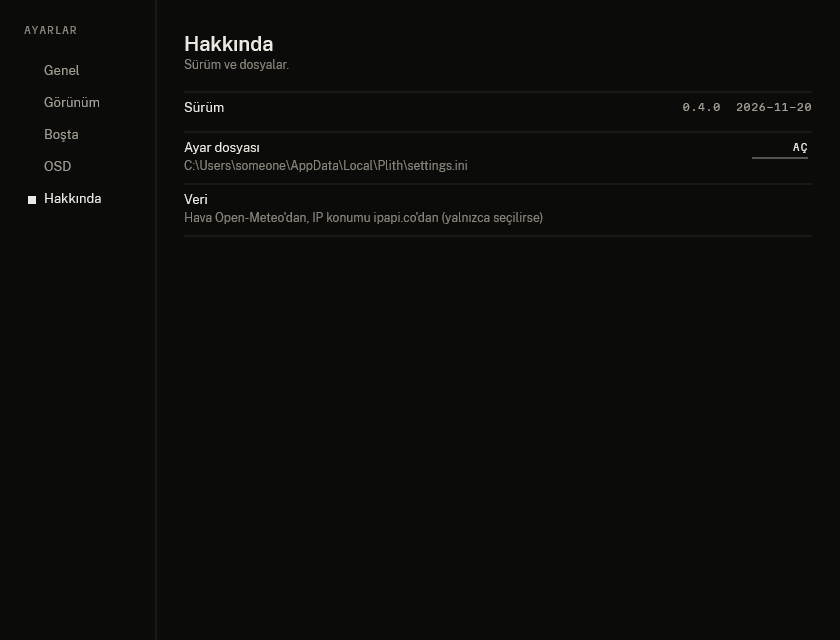 AYARLAR
Genel
Görünüm
Boşta
OSD
Hakkında
Hakkında
Sürüm ve dosyalar.
Sürüm 0.4.0 2026-11-20
Ayar dosyası AÇ
C:\Users\someone\AppData\Local\Plith\settings.ini
Veri
Hava Open-Meteo'dan, IP konumu ipapi.co'dan (yalnızca seçilirse)